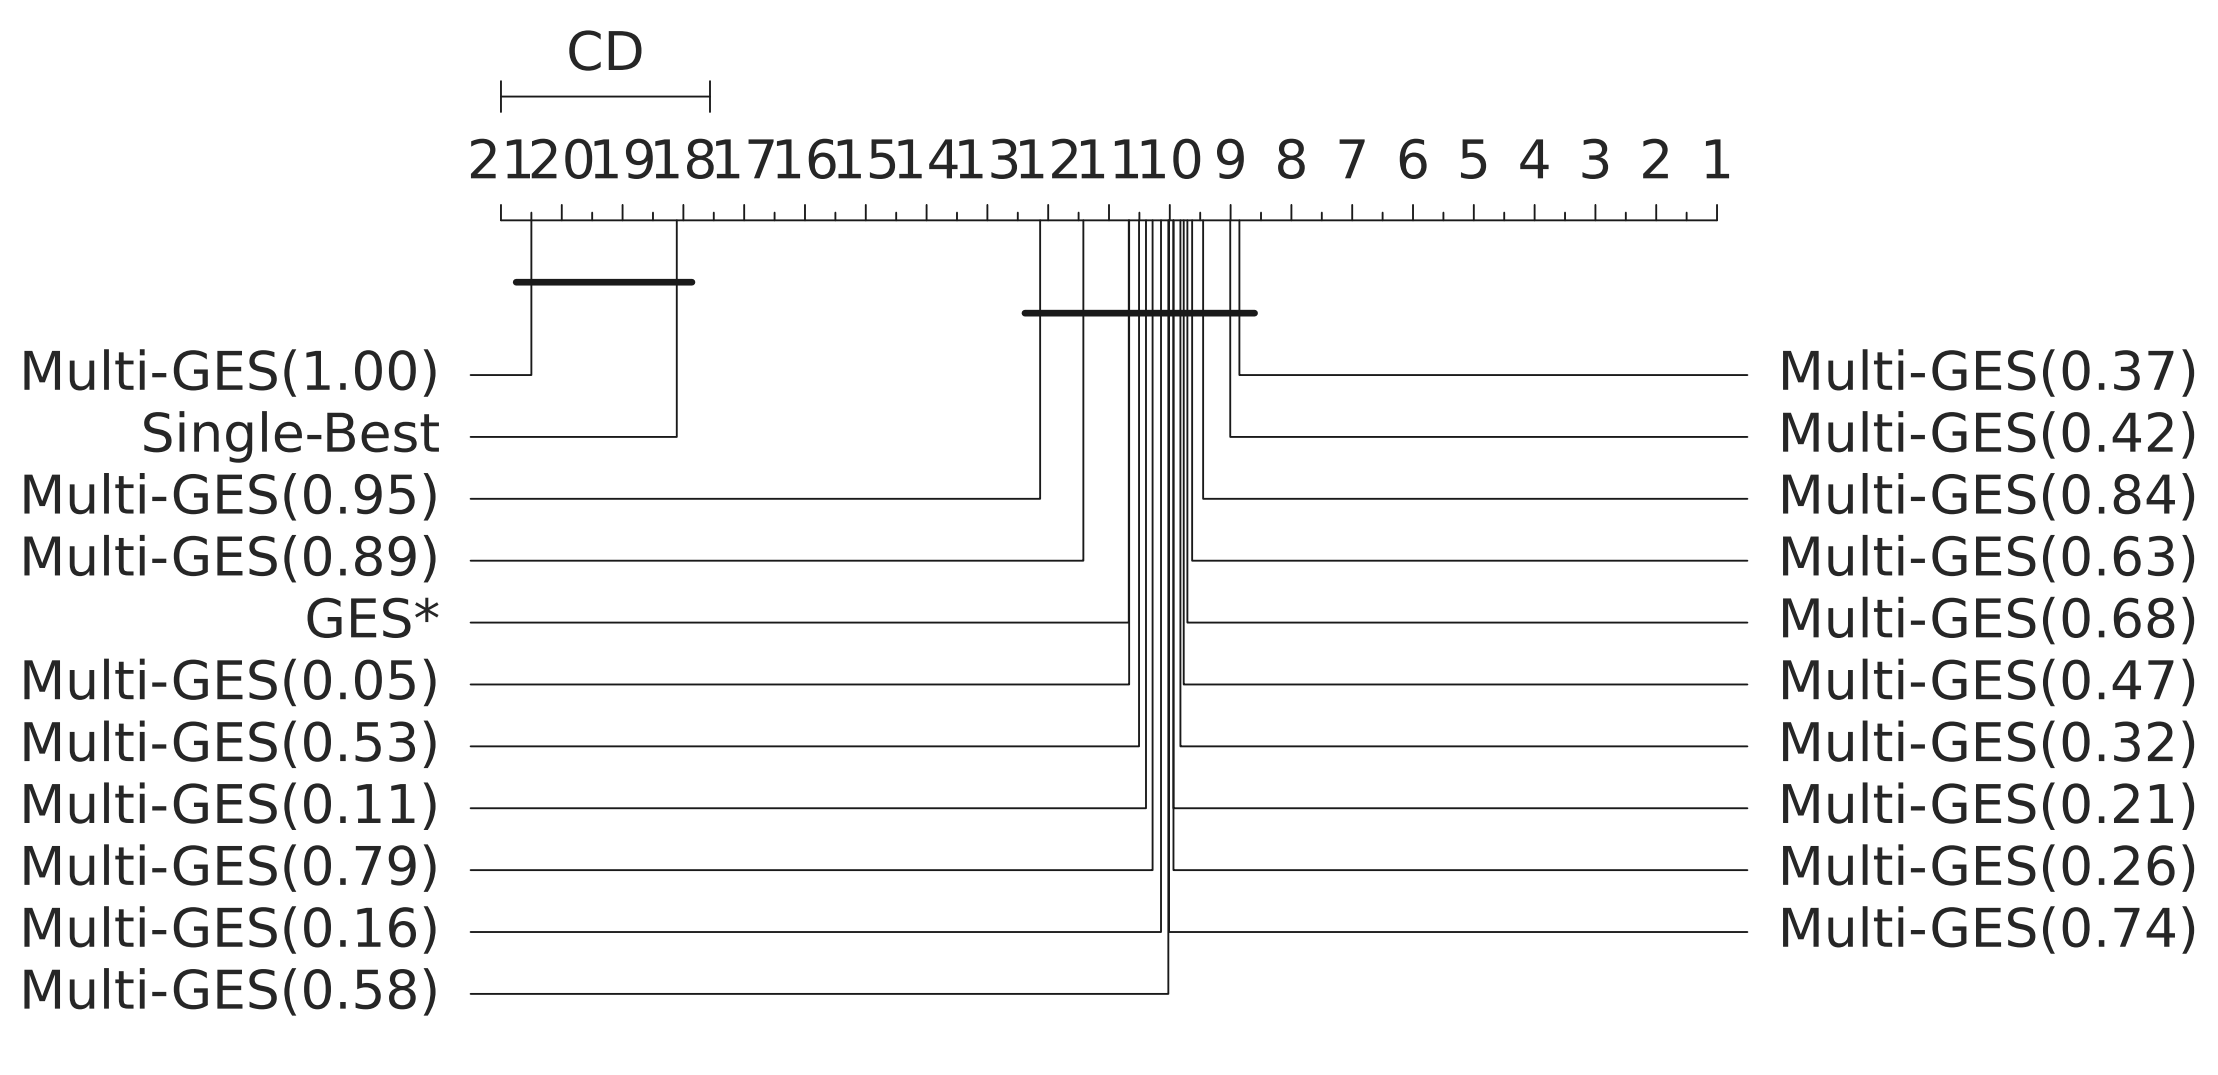 CD
21 20 19 18 17 16 15 14 13 12 11 10 9 8 7 6 5 4 3 2 1
Multi-GES(1.00)
Single-Best
Multi-GES(0.95)
Multi-GES(0.89)
GES*
Multi-GES(0.05)
Multi-GES(0.53)
Multi-GES(0.11)
Multi-GES(0.79)
Multi-GES(0.16)
Multi-GES(0.58)
Multi-GES(0.37)
Multi-GES(0.42)
Multi-GES(0.84)
Multi-GES(0.63)
Multi-GES(0.68)
Multi-GES(0.47)
Multi-GES(0.32)
Multi-GES(0.21)
Multi-GES(0.26)
Multi-GES(0.74)